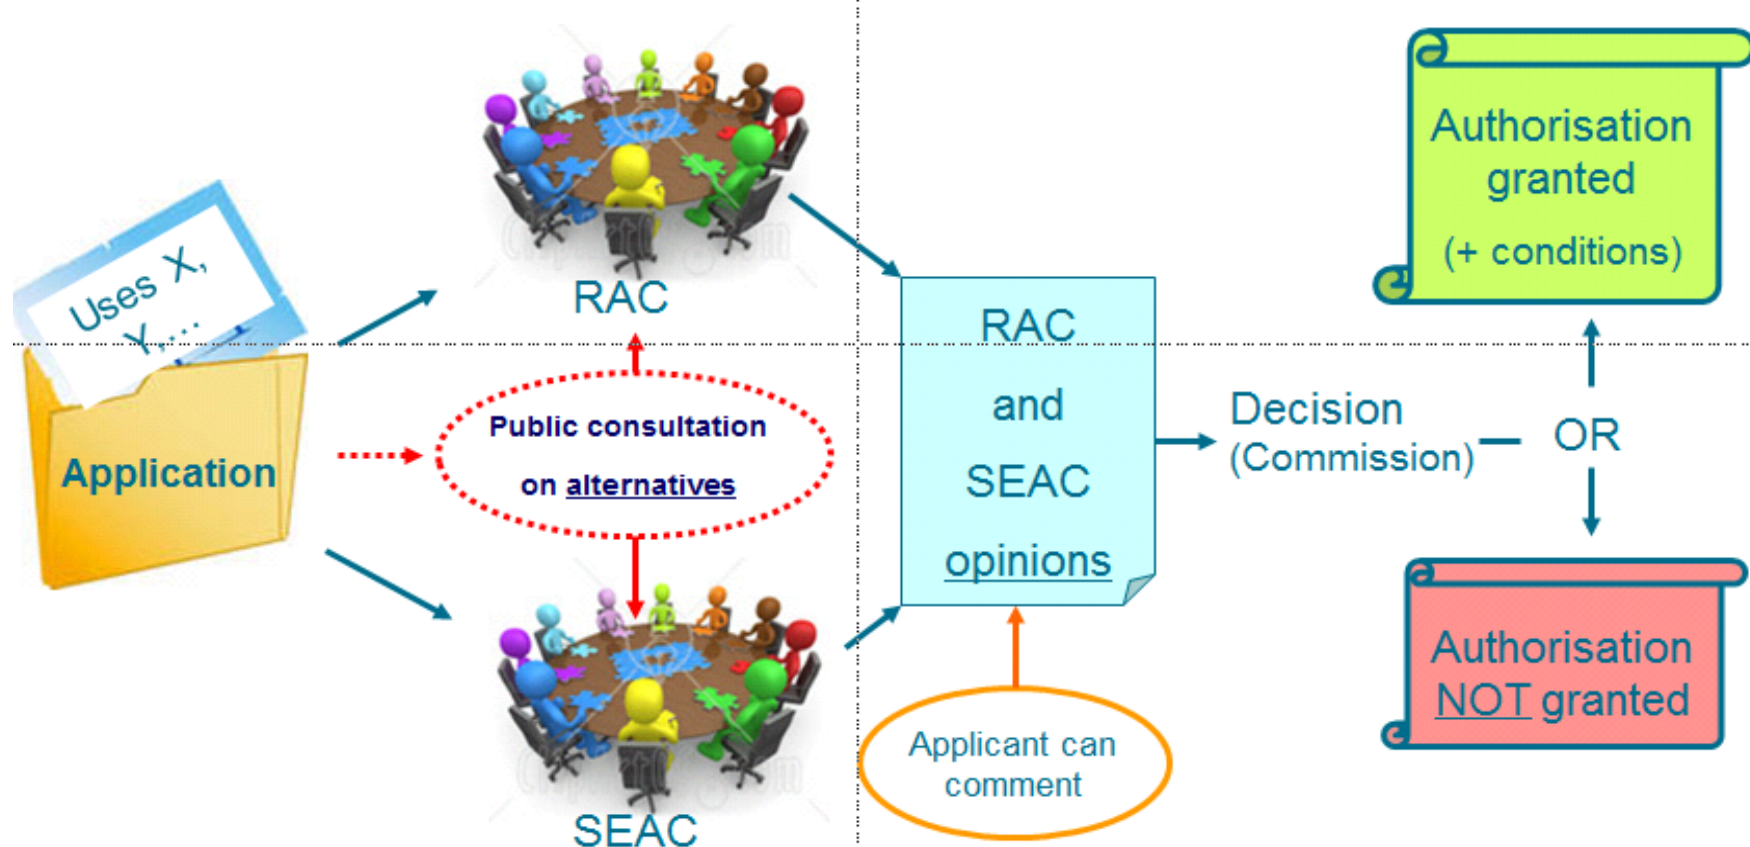 Uses X,
Y,...
Application
RAC
Public consultation
on alternatives
SEAC
RAC
and
SEAC
opinions
Applicant can
comment
Decision
(Commission)
OR
Authorisation
granted
(+ conditions)
Authorisation
NOT granted